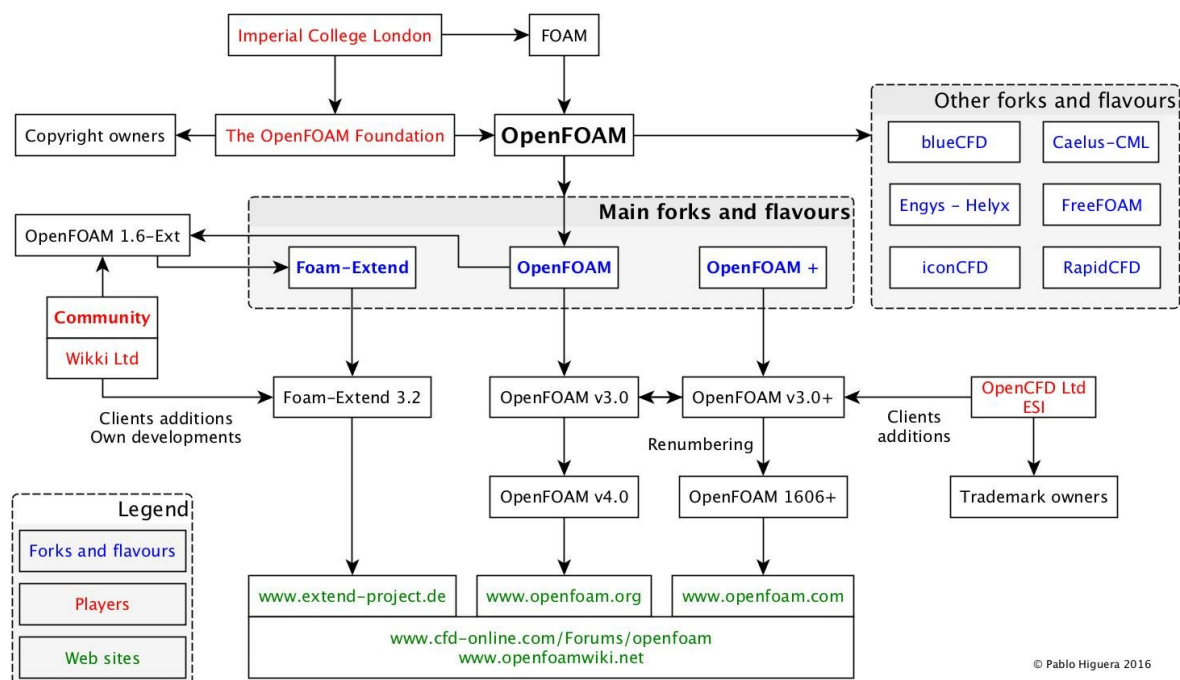 Imperial College London
FOAM
Copyright owners
The OpenFOAM Foundation
OpenFOAM
Other forks and flavours
blueCFD
Caelus-CML
Engys - Helyx
FreeFOAM
iconCFD
RapidCFD
Main forks and flavours
OpenFOAM 1.6-Ext
Foam-Extend
OpenFOAM
OpenFOAM +
Community
Wikki Ltd
Clients additions
Own developments
Foam-Extend 3.2
OpenFOAM v3.0
OpenFOAM v3.0+
Clients
additions
OpenCFD Ltd
ESI
Renumbering
OpenFOAM v4.0
OpenFOAM 1606+
Trademark owners
Legend
Forks and flavours
Players
Web sites
www.extend-project.de
www.openfoam.org
www.openfoam.com
www.cfd-online.com/Forums/openfoam
www.openfoamwiki.net
© Pablo Higuera 2016